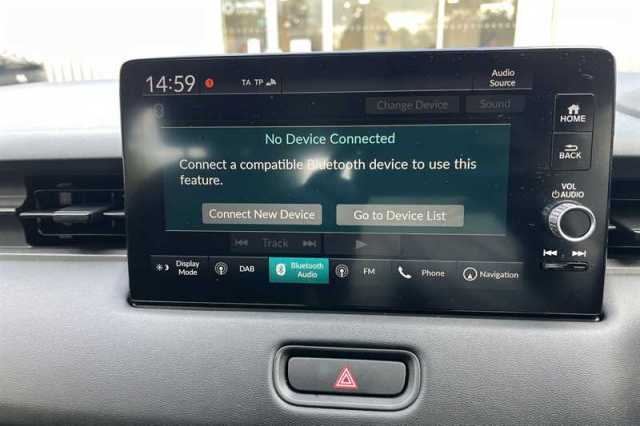 14:59
1
TA TP
Audio
Source
Change Device
Sound
No Device Connected
Connect a compatible Bluetooth device to use this
feature.
Connect New Device
Go to Device List
Track
Display
Mode
DAB
Bluetooth
Audio
FM
Phone
Navigation
HOME
BACK
VOL
AUDIO